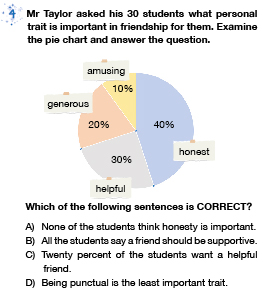 4 Mr Taylor asked his 30 students what personal
trait is important in friendship for them. Examine
the pie chart and answer the question.
amusing
10%
generous
20%
40%
honest
30%
helpful
Which of the following sentences is CORRECT?
A) None of the students think honesty is important.
B) All the students say a friend should be supportive.
C) Twenty percent of the students want a helpful
friend.
D) Being punctual is the least important trait.